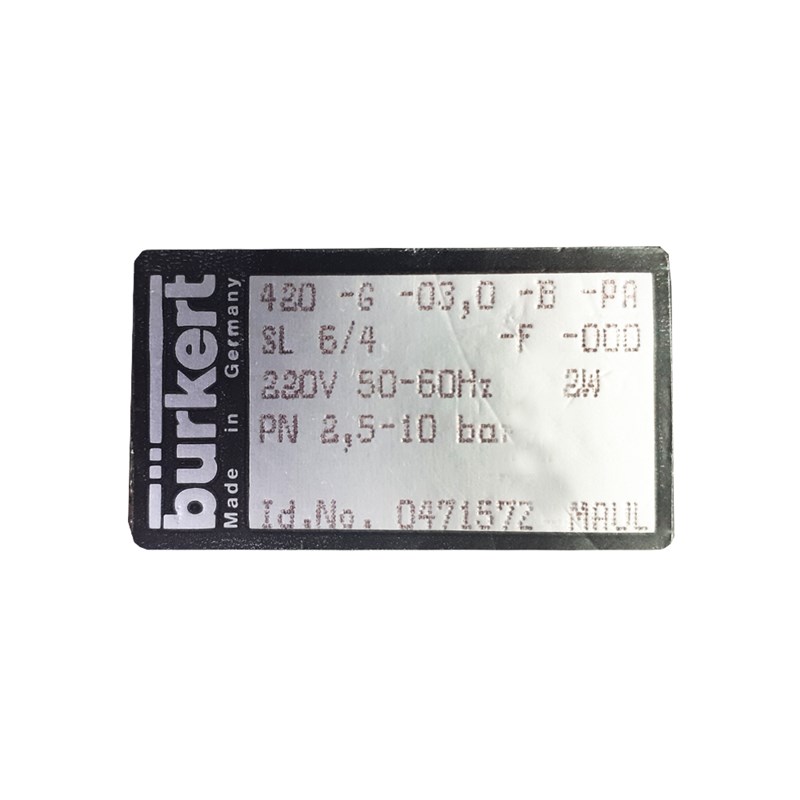 bürkert
Made in Germany
420 -G -03,0 -B -PA
SL 6/4 -F -000
220V 50-60Hz 2W
PN 2,5-10 bar
Id.No. 0471572 MAUL